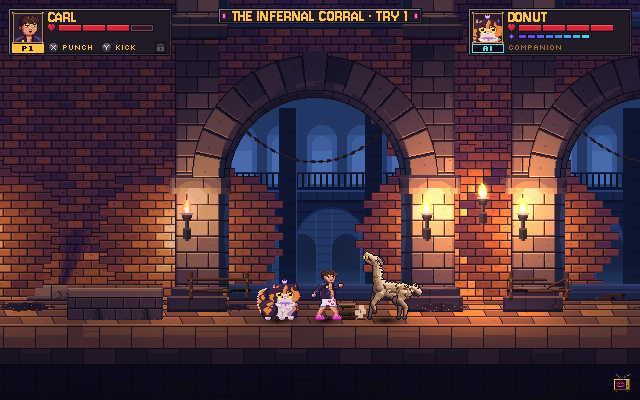 CARL
P1
X PUNCH Y KICK
THE INFERNAL CORRAL · TRY 1
DONUT
AI
COMPANION